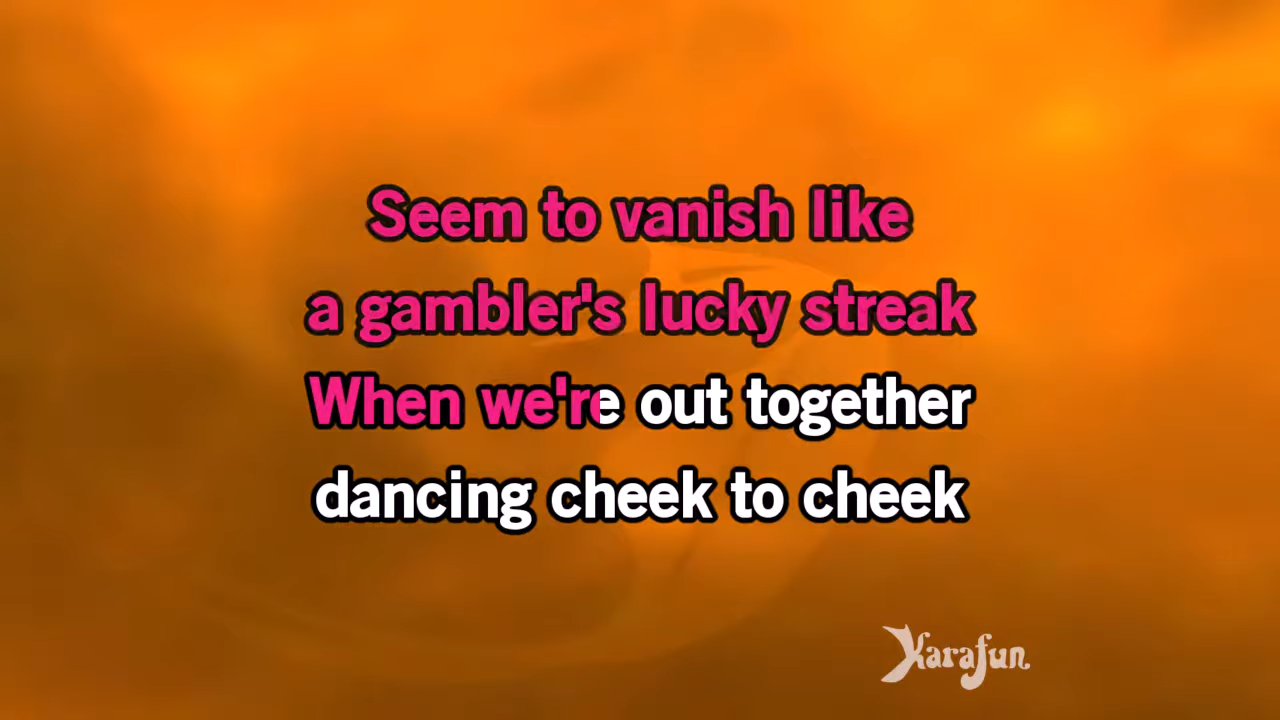 Seem to vanish like
a gambler's lucky streak
When we're out together
dancing cheek to cheek
Karafun